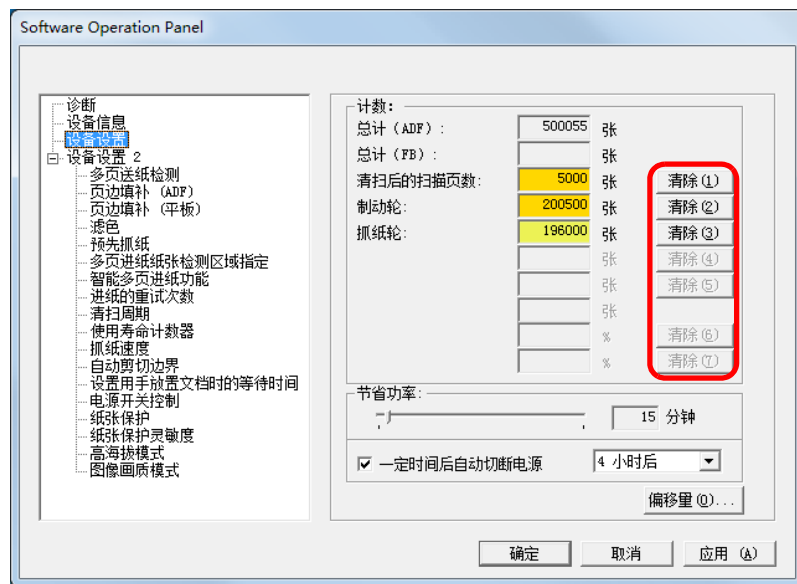 Software Operation Panel
诊断
设备信息
设备设置
设备设置 2
多页送纸检测
页边填补 (ADF)
页边填补 (平板)
滤色
预先抓纸
多页进纸纸张检测区域指定
智能多页进纸功能
进纸的重试次数
清扫周期
使用寿命计数器
抓纸速度
自动剪切边界
设置用手放置文档时的等待时间
电源开关控制
纸张保护
纸张保护灵敏度
高海拔模式
图像画质模式
计数:
总计 (ADF) : 500055 张
总计 (FB) : 张
清扫后的扫描页数: 5000 张 清除(1)
制动轮: 200500 张 清除(2)
抓纸轮: 196000 张 清除(3)
张 清除(4)
张 清除(5)
张
% 清除(6)
% 清除(7)
节省功率:
15 分钟
一定时间后自动切断电源 4 小时后
偏移量(O)...
确定 取消 应用 (A)